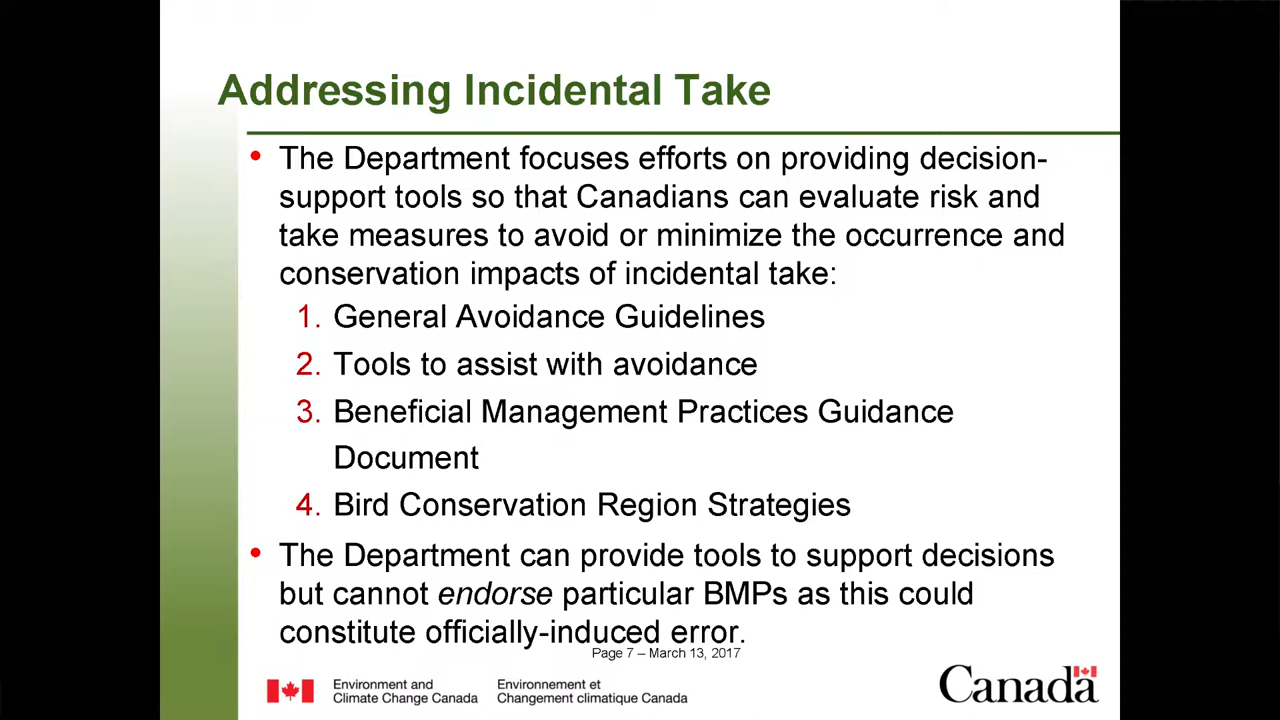 Addressing Incidental Take
• The Department focuses efforts on providing decision-
support tools so that Canadians can evaluate risk and
take measures to avoid or minimize the occurrence and
conservation impacts of incidental take:
1. General Avoidance Guidelines
2. Tools to assist with avoidance
3. Beneficial Management Practices Guidance
Document
4. Bird Conservation Region Strategies
• The Department can provide tools to support decisions
but cannot endorse particular BMPs as this could
constitute officially-induced error.
Page 7 – March 13, 2017
Environment and
Climate Change Canada
Environnement et
Changement climatique Canada
Canada